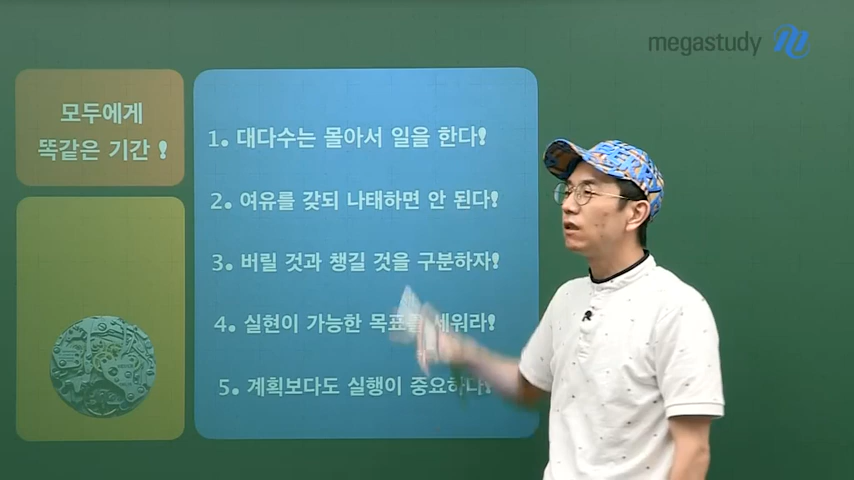 megastudy
모두에게
똑같은 기간 !
1. 대다수는 몰아서 일을 한다!
2. 여유를 갖되 나태하면 안 된다!
3. 버릴 것과 챙길 것을 구분하자!
4. 실현이 가능한 목표를 세워라!
5. 계획보다도 실행이 중요하다!